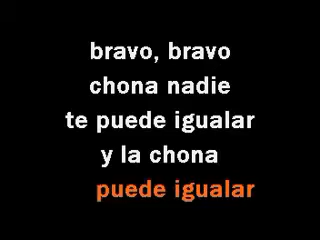 bravo, bravo
chona nadie
te puede igualar
y la chona
puede igualar